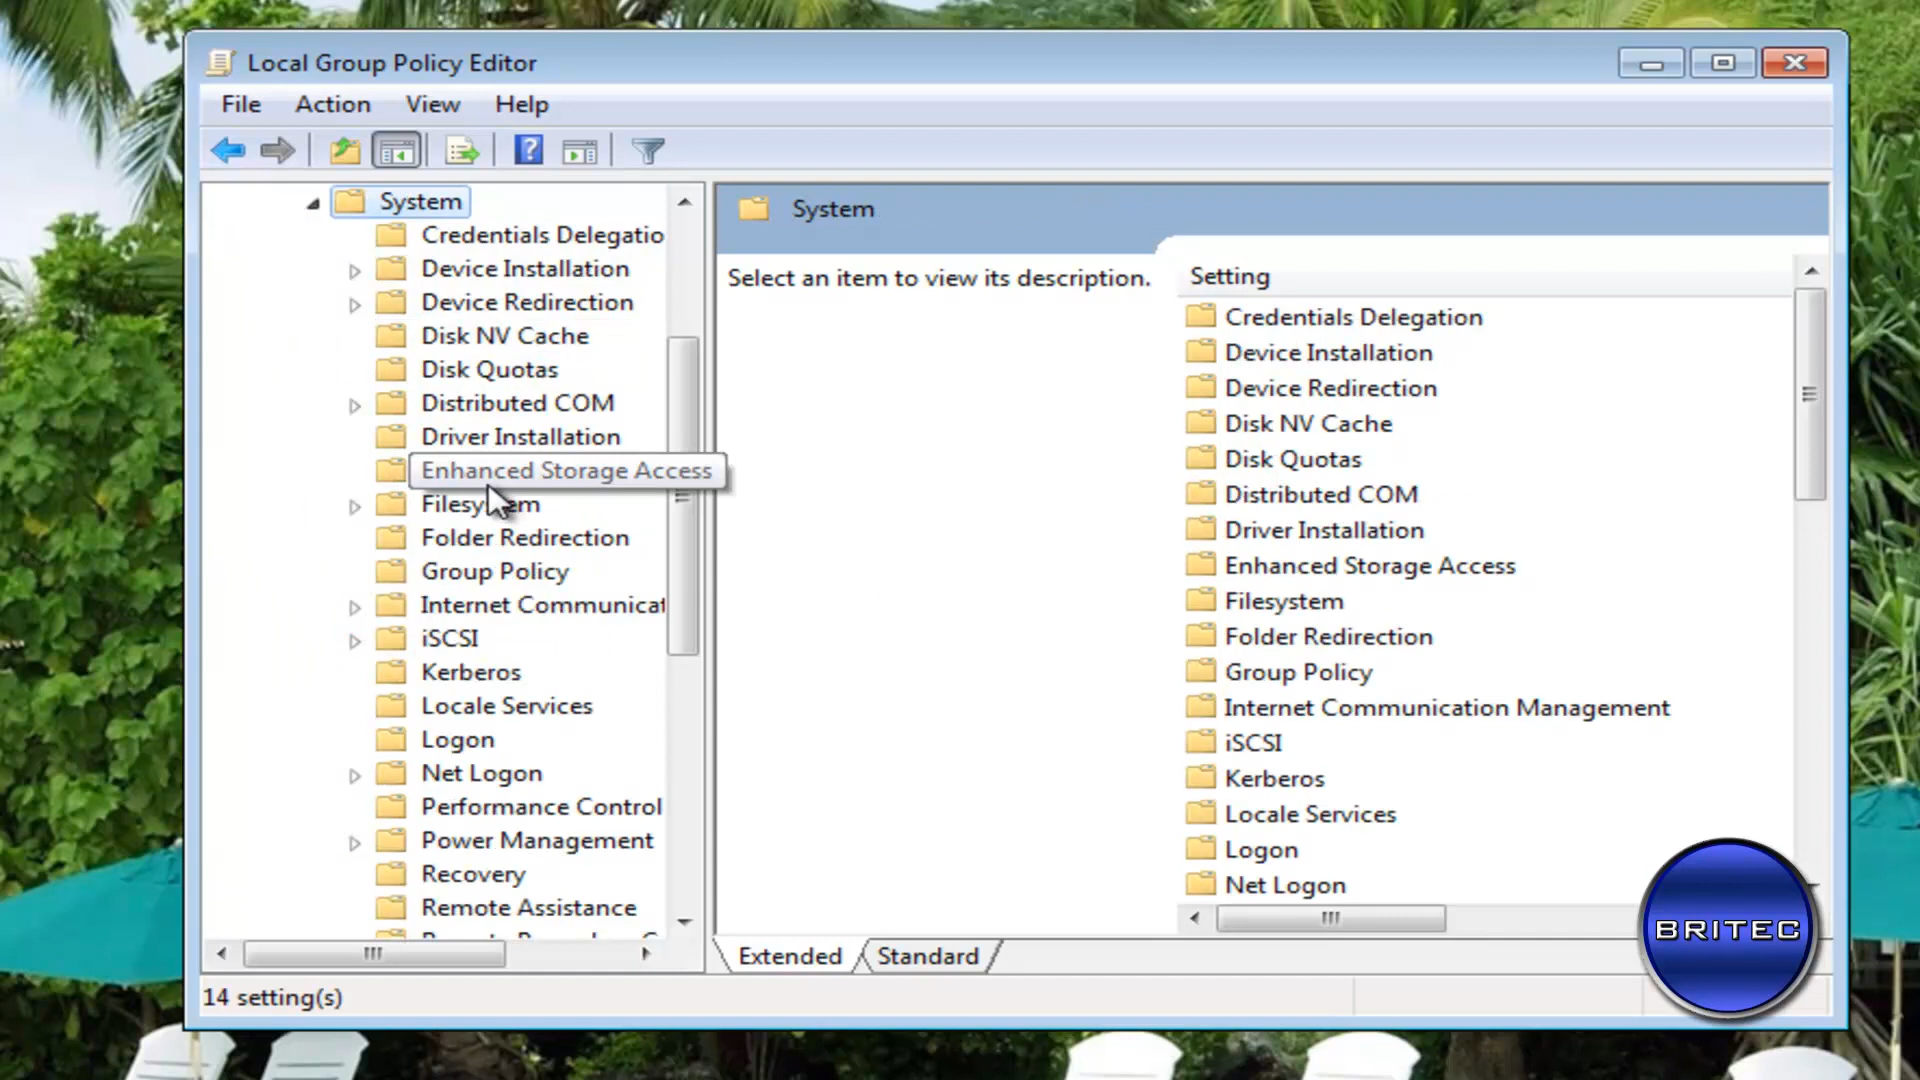 Local Group Policy Editor
File Action View Help
System
Credentials Delegatio
Device Installation
Device Redirection
Disk NV Cache
Disk Quotas
Distributed COM
Driver Installation
Enhanced Storage Access
Filesystem
Folder Redirection
Group Policy
Internet Communicat
iSCSI
Kerberos
Locale Services
Logon
Net Logon
Performance Control
Power Management
Recovery
Remote Assistance
System
Select an item to view its description.
Setting
Credentials Delegation
Device Installation
Device Redirection
Disk NV Cache
Disk Quotas
Distributed COM
Driver Installation
Enhanced Storage Access
Filesystem
Folder Redirection
Group Policy
Internet Communication Management
iSCSI
Kerberos
Locale Services
Logon
Net Logon
Extended Standard
14 setting(s)
BRITEC